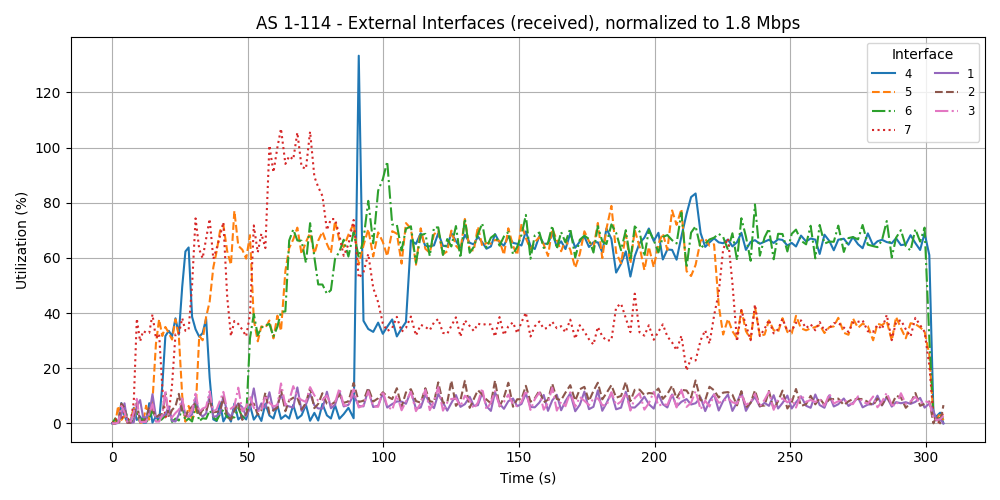 AS 1-114 - External Interfaces (received), normalized to 1.8 Mbps
Interface
4 1
5 2
6 3
7
Utilization (%)
120
100
80
60
40
20
0
0 50 100 150 200 250 300
Time (s)